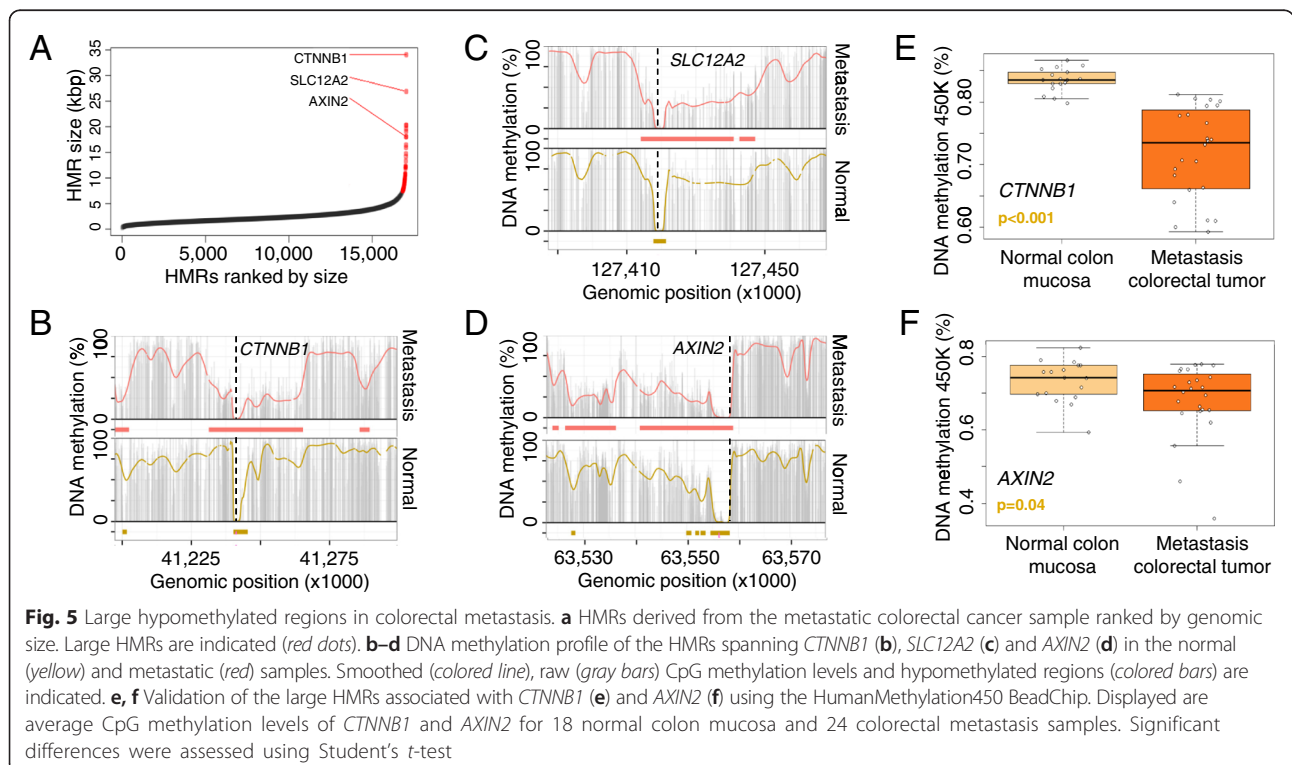 A
HMR size (kbp)
35
30
25
20
15
10
5
0
CTNNB1
SLC12A2
AXIN2
0 5,000 10,000 15,000
HMRs ranked by size
B
DNA methylation (%)
100
0
100
0
CTNNB1
Metastasis
Normal
41,225 41,275
Genomic position (x1000)
C
DNA methylation (%)
100
0
100
0
SLC12A2
Metastasis
Normal
127,410 127,450
Genomic position (x1000)
D
DNA methylation (%)
100
0
100
0
AXIN2
Metastasis
Normal
63,530 63,550 63,570
Genomic position (x1000)
E
DNA methylation 450K
0.80
0.70
0.60
CTNNB1
p<0.001
Normal colon mucosa
Metastasis colorectal tumor
F
DNA methylation 450K
0.8
0.6
0.4
AXIN2
p=0.04
Normal colon mucosa
Metastasis colorectal tumor
Fig. 5 Large hypomethylated regions in colorectal metastasis. a HMRs derived from the metastatic colorectal cancer sample ranked by genomic
size. Large HMRs are indicated (red dots). b–d DNA methylation profile of the HMRs spanning CTNNB1 (b), SLC12A2 (c) and AXIN2 (d) in the normal
(yellow) and metastatic (red) samples. Smoothed (colored line), raw (gray bars) CpG methylation levels and hypomethylated regions (colored bars) are
indicated. e, f Validation of the large HMRs associated with CTNNB1 (e) and AXIN2 (f) using the HumanMethylation450 BeadChip. Displayed are
average CpG methylation levels of CTNNB1 and AXIN2 for 18 normal colon mucosa and 24 colorectal metastasis samples. Significant
differences were assessed using Student's t-test